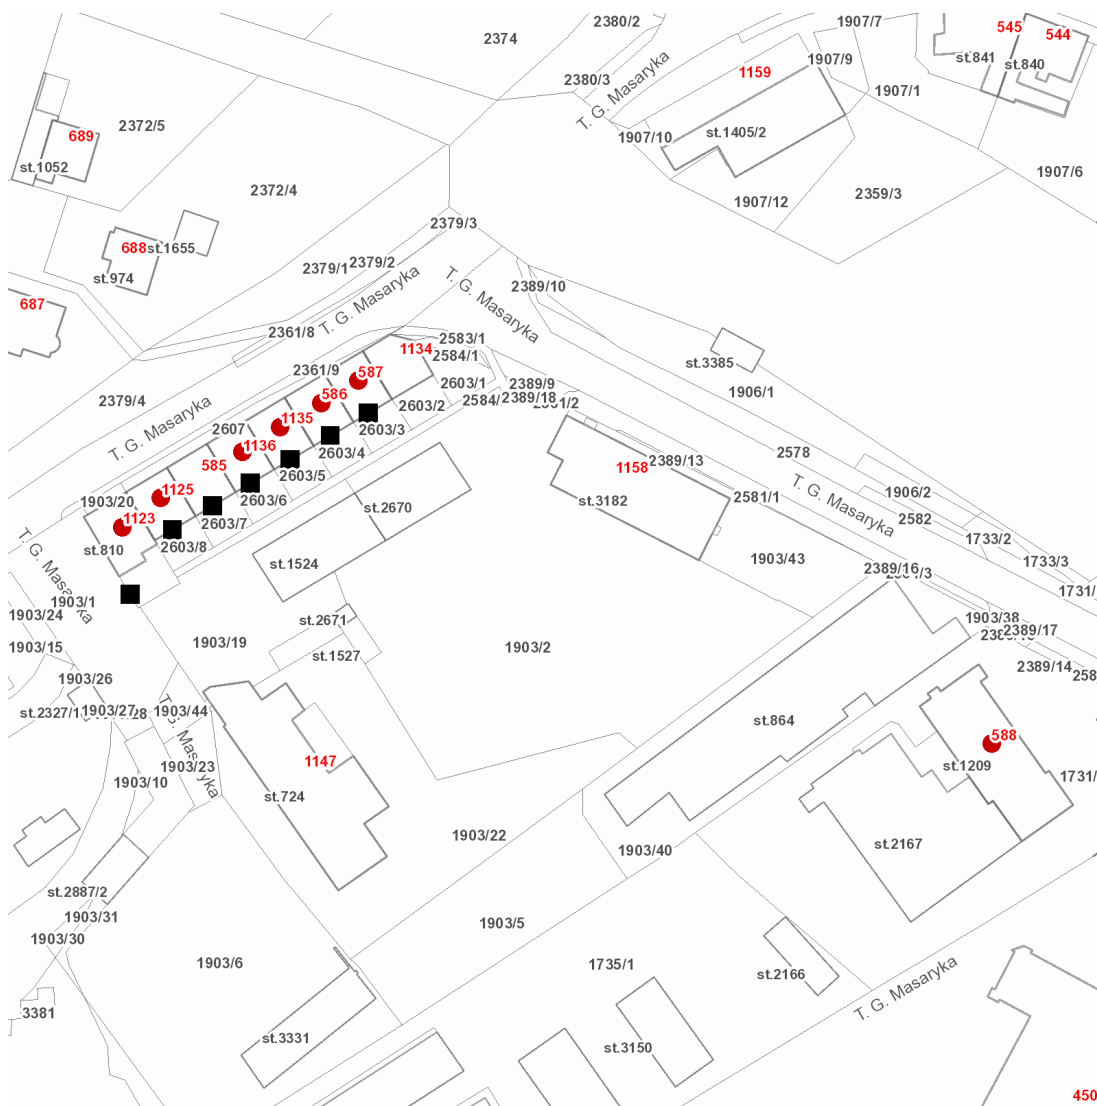 2380/2
1907/7
545
544
2374
st.841
st.840
1907/9
2380/3
T. G. Masaryka
1159
1907/1
2372/5
689
st.1405/2
1907/10
st.1052
1907/6
2372/4
2359/3
1907/12
2379/3
688
st.1655
st.974
2379/1
2379/2
T. G. Masaryka
T. G. Masaryka
2389/10
687
2361/8
2583/1
1134
2584/1
st.3385
2361/9
587
2603/1
2389/9
1906/1
2379/4
586
2603/2
2584/
2389/18
T. G. Masaryka
1135
2607
2603/3
1136
2603/4
2578
585
1158
2389/13
2603/5
1125
2603/6
1906/2
1903/20
2581/1
T. G. Masaryka
st.2670
st.3182
1123
2603/7
2582
T. G. Masaryka
st.810
2603/8
1733/2
st.1524
1903/43
1733/3
2389/16
1731/
1903/1
1903/24
st.2671
1903/38
1903/15
1903/19
1903/2
2389/17
st.1527
2389/14
1903/26
258
st.2327/1
1903/27
28
1903/44
st.864
T. G. Masaryka
588
1147
1903/23
st.1209
1903/10
1731/
st.724
1903/22
st.2167
1903/40
st.2887/2
1903/31
1903/5
1903/30
1903/6
1735/1
st.2166
T. G. Masaryka
3381
st.3331
st.3150
450